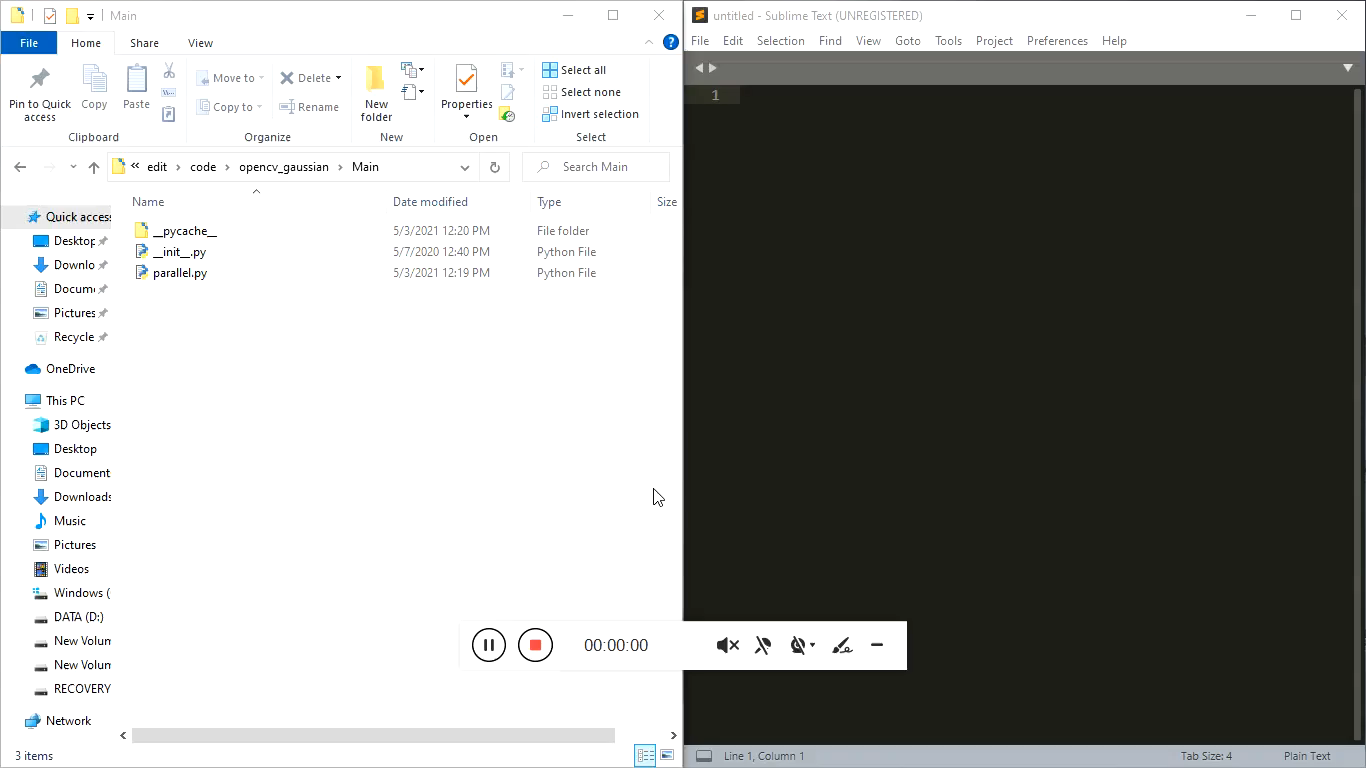 Main
File Home Share View
Pin to Quick access
Copy
Paste
Clipboard
Move to
Copy to
Delete
Rename
Organize
New folder
New
Properties
Open
Select all
Select none
Invert selection
Select
« edit › code › opencv_gaussian › Main
Search Main
Name Date modified Type Size
__pycache__ 5/3/2021 12:20 PM File folder
__init__.py 5/7/2020 12:40 PM Python File
parallel.py 5/3/2021 12:19 PM Python File
Quick access
Desktop
Downlo
Docum
Pictures
Recycle
OneDrive
This PC
3D Objects
Desktop
Document
Downloads
Music
Pictures
Videos
Windows (
DATA (D:)
New Volum
New Volum
RECOVERY
Network
3 items
00:00:00
untitled - Sublime Text (UNREGISTERED)
File Edit Selection Find View Goto Tools Project Preferences Help
1
Line 1, Column 1
Tab Size: 4
Plain Text